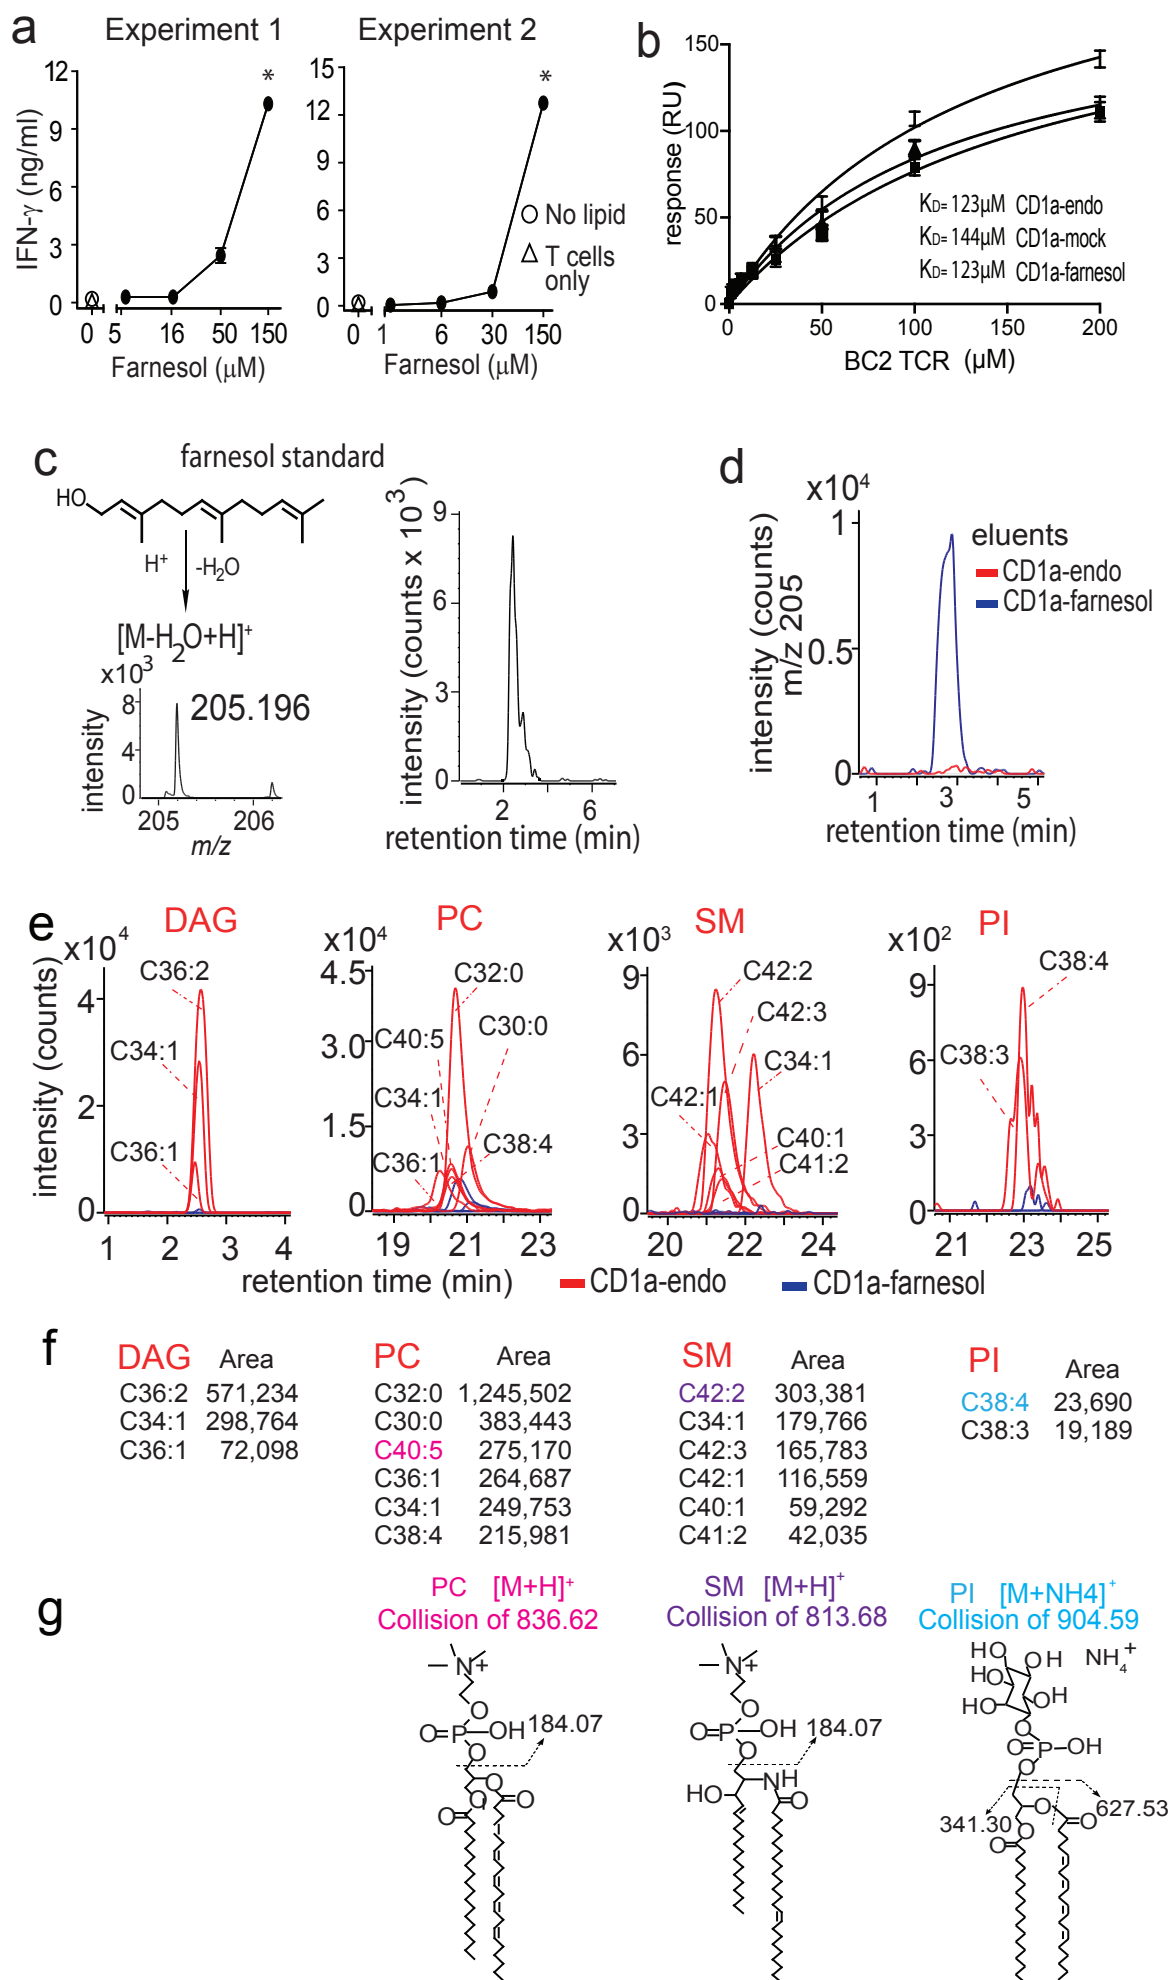 a
Experiment 1
Experiment 2
IFN-γ (ng/ml)
12
9
6
3
0
0
5
16
50
150
*
Farnesol (µM)
15
12
9
6
3
0
0
1
6
30
150
*
Farnesol (µM)
No lipid
T cells
only
b
response (RU)
150
100
50
0
0
50
100
150
200
KD= 123µM CD1a-endo
KD= 144µM CD1a-mock
KD= 123µM CD1a-farnesol
BC2 TCR (µM)
c
farnesol standard
HO
H+
-H2O
[M-H2O+H]+
x10³
intensity
8
4
0
205.196
205
206
m/z
intensity (counts x 10³)
9
6
3
0
2
6
retention time (min)
d
x10⁴
intensity (counts)
m/z 205
1
0.5
0
eluents
CD1a-endo
CD1a-farnesol
1
3
5
retention time (min)
e
intensity (counts)
DAG
x10⁴
4
2
0
C36:2
C34:1
C36:1
1
2
3
4
PC
x10⁴
4.5
3.0
1.5
0
C32:0
C40:5
C30:0
C34:1
C38:4
C36:1
19
21
23
SM
x10³
9
6
3
0
C42:2
C42:3
C34:1
C42:1
C40:1
C41:2
20
22
24
PI
x10²
9
6
3
0
C38:4
C38:3
21
23
25
retention time (min)
CD1a-endo
CD1a-farnesol
f
DAG Area
C36:2 571,234
C34:1 298,764
C36:1 72,098
PC Area
C32:0 1,245,502
C30:0 383,443
C40:5 275,170
C36:1 264,687
C34:1 249,753
C38:4 215,981
SM Area
C42:2 303,381
C34:1 179,766
C42:3 165,783
C42:1 116,559
C40:1 59,292
C41:2 42,035
PI Area
C38:4 23,690
C38:3 19,189
g
PC [M+H]+
Collision of 836.62
N+
O
O=P—OH
184.07
O
O
O
O
O
SM [M+H]+
Collision of 813.68
N+
O
O=P—OH
184.07
O
NH
HO
O
PI [M+NH4]+
Collision of 904.59
HO
OH
NH4+
HO
HO
OH
O
O=P—OH
O
341.30
627.53
O
O
O
O